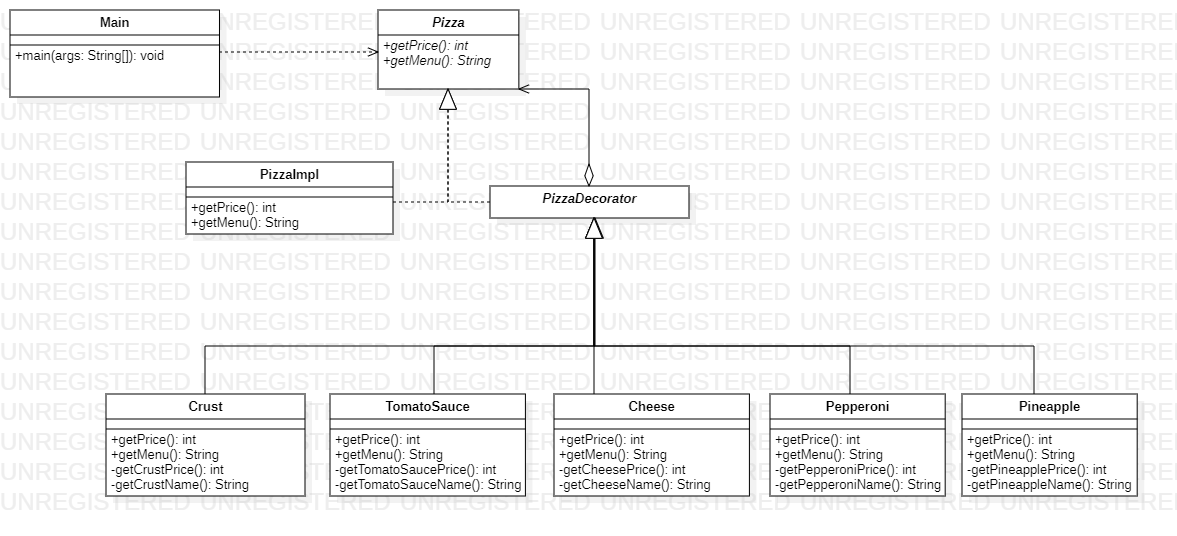 Main
+main(args: String[]): void
Pizza
+getPrice(): int
+getMenu(): String
PizzaImpl
+getPrice(): int
+getMenu(): String
PizzaDecorator
Crust
+getPrice(): int
+getMenu(): String
-getCrustPrice(): int
-getCrustName(): String
TomatoSauce
+getPrice(): int
+getMenu(): String
-getTomatoSaucePrice(): int
-getTomatoSauceName(): String
Cheese
+getPrice(): int
+getMenu(): String
-getCheesePrice(): int
-getCheeseName(): String
Pepperoni
+getPrice(): int
+getMenu(): String
-getPepperoniPrice(): int
-getPepperoniName(): String
Pineapple
+getPrice(): int
+getMenu(): String
-getPineapplePrice(): int
-getPineappleName(): String
UNREGISTERED UNREGISTERED UNREGISTERED UNREGISTERED UNREGISTERED UNREGISTERED